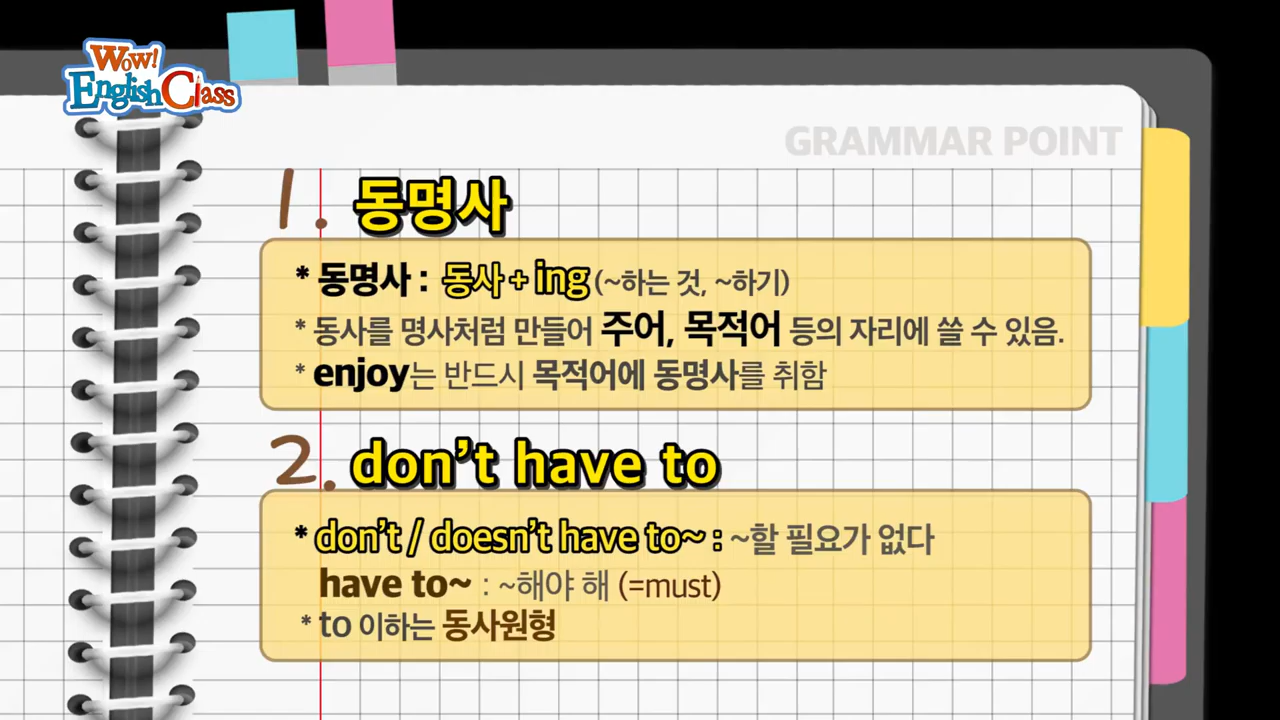 Wow!
English Class
GRAMMAR POINT
1. 동명사
* 동명사 : 동사 + ing (~하는 것, ~하기)
* 동사를 명사처럼 만들어 주어, 목적어 등의 자리에 쓸 수 있음.
* enjoy는 반드시 목적어에 동명사를 취함
2. don't have to
* don't / doesn't have to~ : ~할 필요가 없다
have to~ : ~해야 해 (=must)
* to 이하는 동사원형